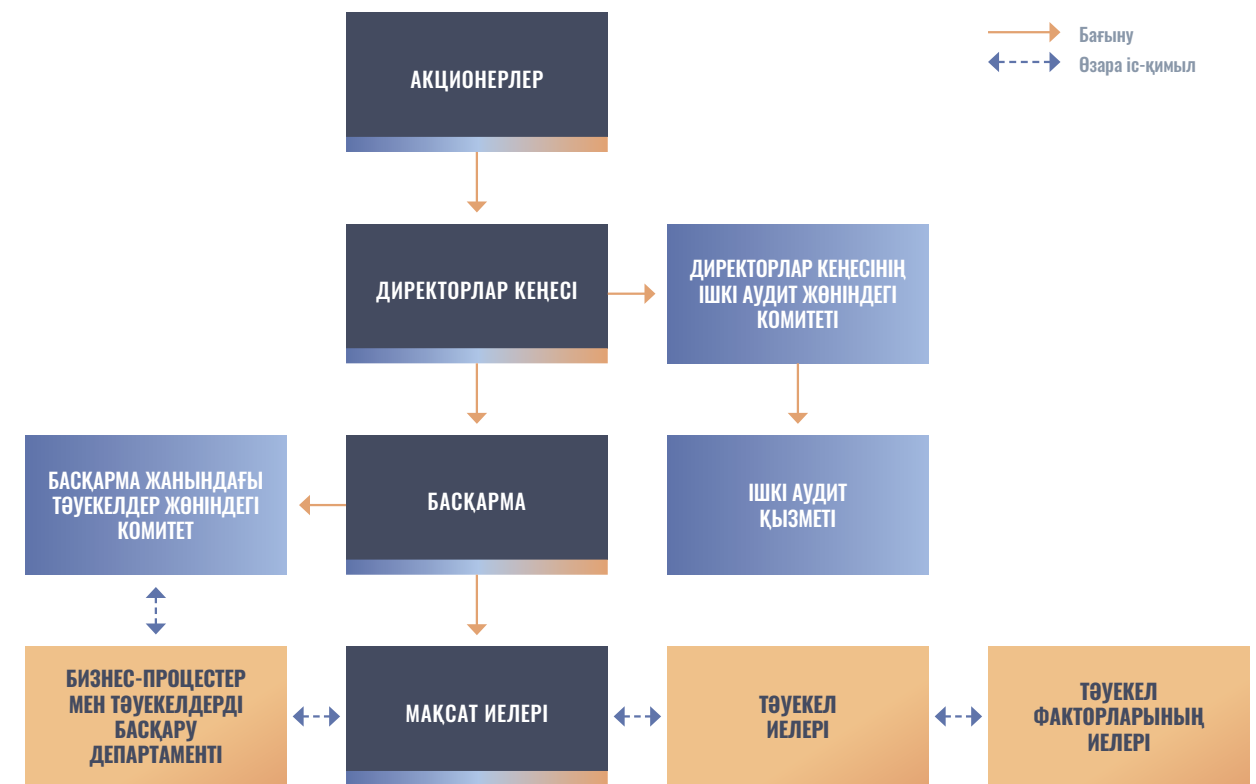 АКЦИОНЕРЛЕР
Бағыну
Өзара іс-қимыл
ДИРЕКТОРЛАР КЕҢЕСІ
ДИРЕКТОРЛАР КЕҢЕСІНІҢ
ІШКІ АУДИТ ЖӨНІНДЕГІ
КОМИТЕТІ
БАСҚАРМА ЖАНЫНДАҒЫ
ТӘУЕКЕЛДЕР ЖӨНІНДЕГІ
КОМИТЕТ
БАСҚАРМА
ІШКІ АУДИТ
ҚЫЗМЕТІ
БИЗНЕС-ПРОЦЕСТЕР
МЕН ТӘУЕКЕЛДЕРДІ
БАСҚАРУ
ДЕПАРТАМЕНТІ
МАҚСАТ ИЕЛЕРІ
ТӘУЕКЕЛ
ИЕЛЕРІ
ТӘУЕКЕЛ
ФАКТОРЛАРЫНЫҢ
ИЕЛЕРІ